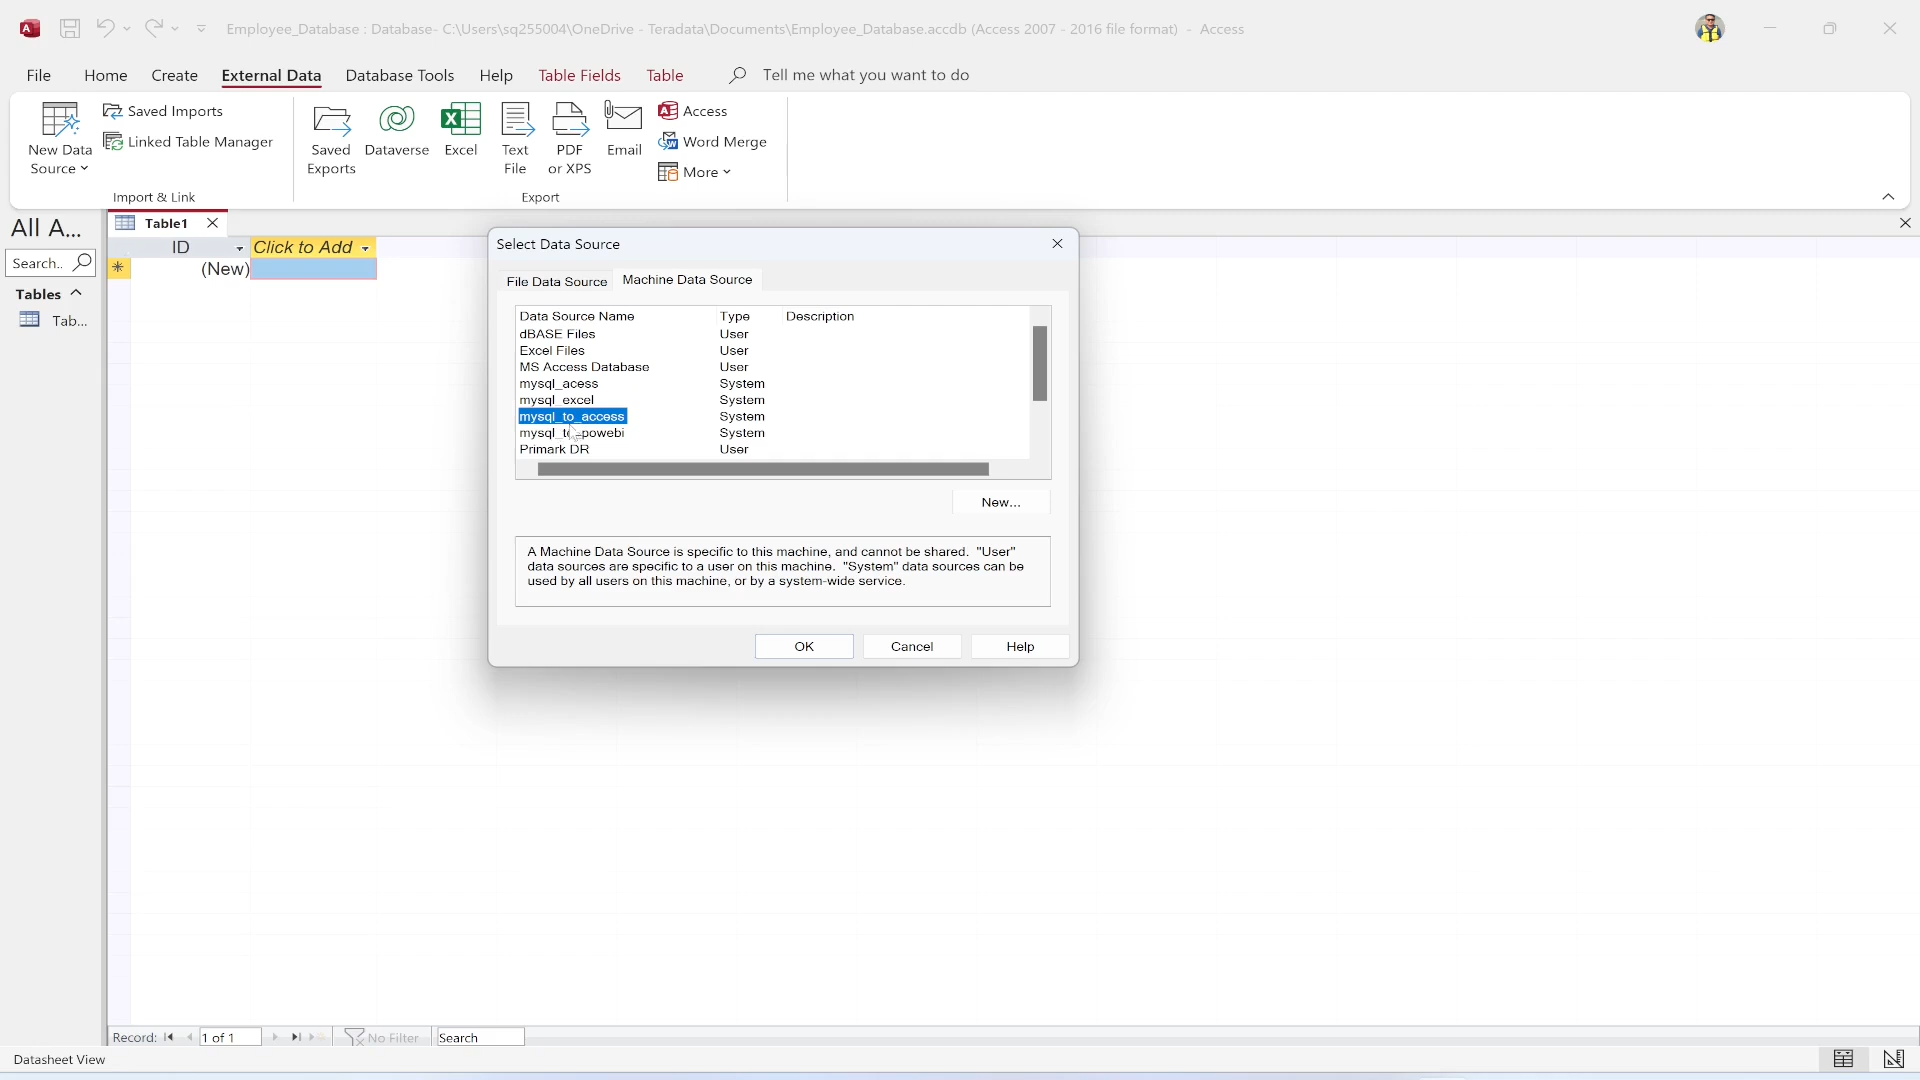 Employee_Database : Database- C:\Users\sq255004\OneDrive - Teradata\Documents\Employee_Database.accdb (Access 2007 - 2016 file format) - Access
File Home Create External Data Database Tools Help Table Fields Table Tell me what you want to do
New Data Source
Saved Imports
Linked Table Manager
Import & Link
Saved Exports
Dataverse
Excel
Text File
PDF or XPS
Email
Access
Word Merge
More
Export
All A...
Search..
Tables
Tab...
Table1
ID Click to Add
(New)
Select Data Source
File Data Source Machine Data Source
Data Source Name Type Description
dBASE Files User
Excel Files User
MS Access Database User
mysql_acess System
mysql_excel System
mysql_to_access System
mysql_to_powebi System
Primark DR User
New...
A Machine Data Source is specific to this machine, and cannot be shared. "User"
data sources are specific to a user on this machine. "System" data sources can be
used by all users on this machine, or by a system-wide service.
OK Cancel Help
Record: 1 of 1 No Filter Search
Datasheet View